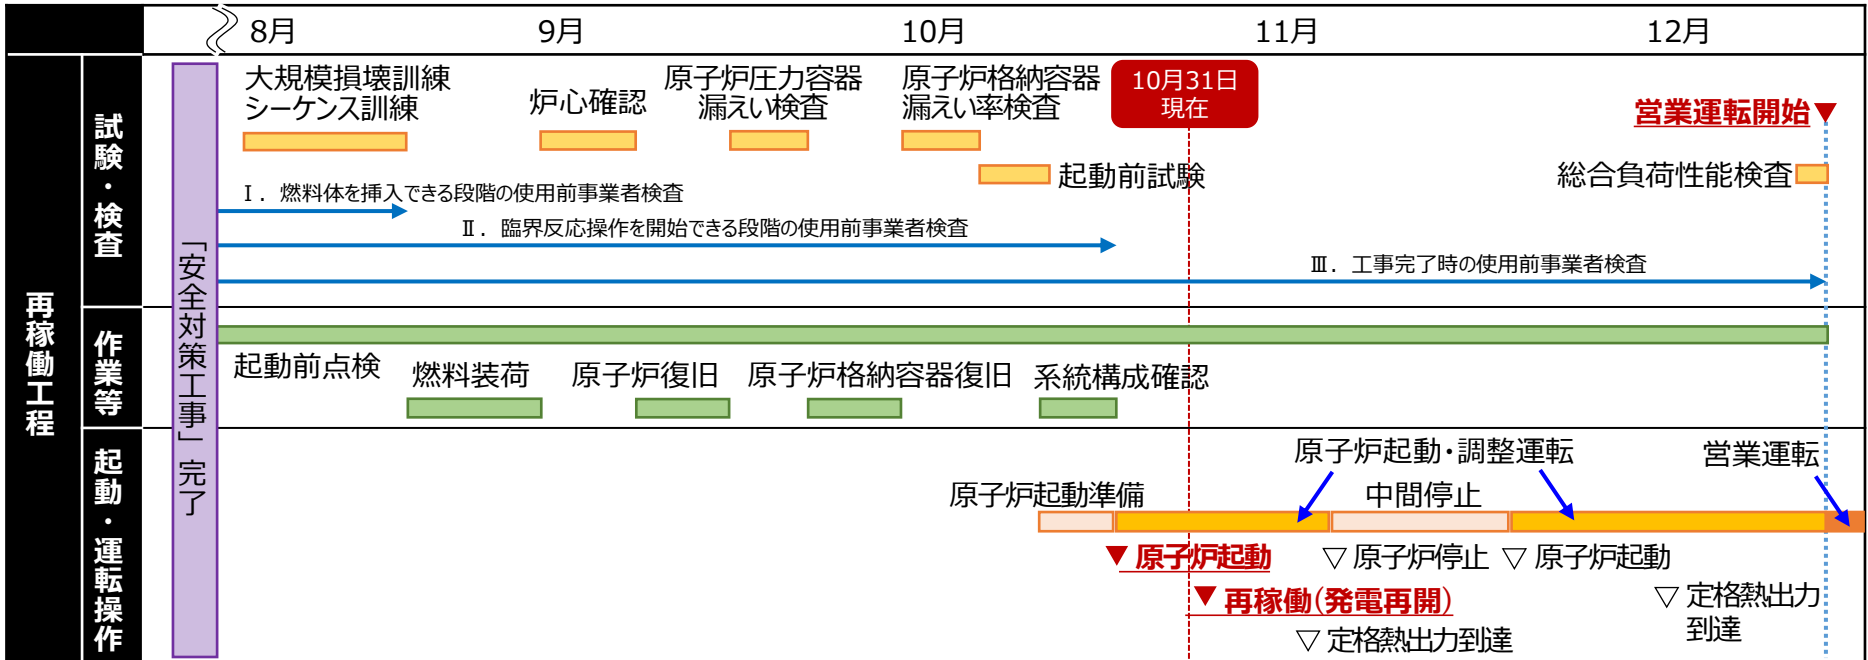 8月
9月
10月
11月
12月
再稼働工程
試験・検査
作業等
起動・運転操作
「安全対策工事」完了
大規模損壊訓練
シーケンス訓練
炉心確認
原子炉圧力容器
漏えい検査
原子炉格納容器
漏えい率検査
10月31日
現在
営業運転開始▼
起動前試験
総合負荷性能検査
Ⅰ．燃料体を挿入できる段階の使用前事業者検査
Ⅱ．臨界反応操作を開始できる段階の使用前事業者検査
Ⅲ．工事完了時の使用前事業者検査
起動前点検
燃料装荷
原子炉復旧
原子炉格納容器復旧
系統構成確認
原子炉起動・調整運転
営業運転
原子炉起動準備
中間停止
▼原子炉起動
▽原子炉停止
▽原子炉起動
▼再稼働(発電再開)
▽定格熱出力到達
▽定格熱出力
到達